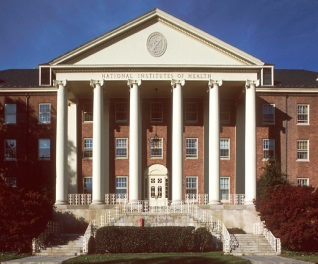 NATIONAL INSTITUTES OF HEALTH